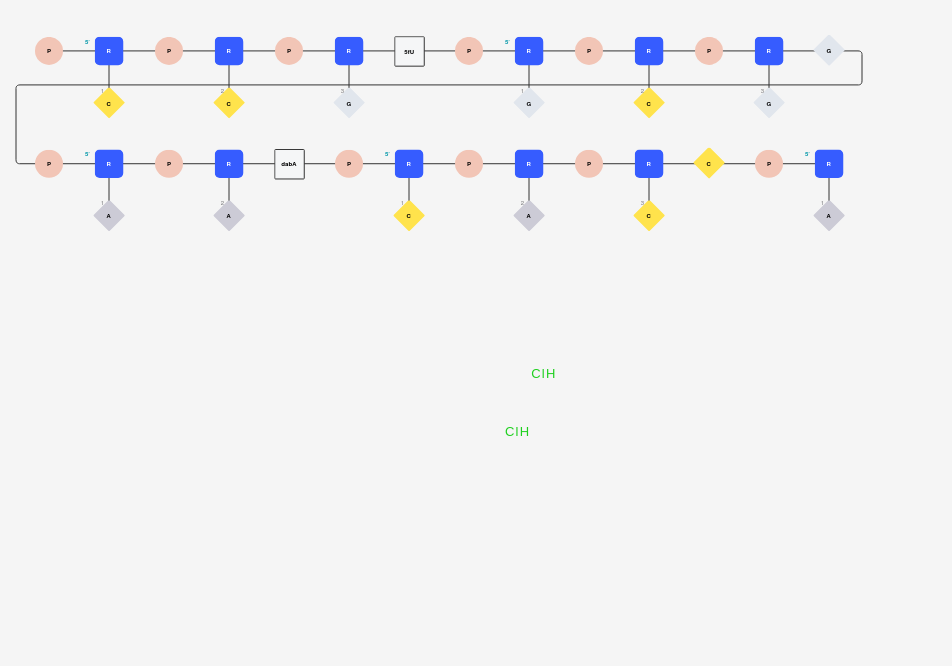 P 5' R P R P R 5fU P 5' R P R P R G
1 C 2 C 3 G 1 G 2 C 3 G
P 5' R P R dabA P 5' R P R P R C P 5' R
1 A 2 A 1 C 2 A 3 C 1 A
ClH
ClH